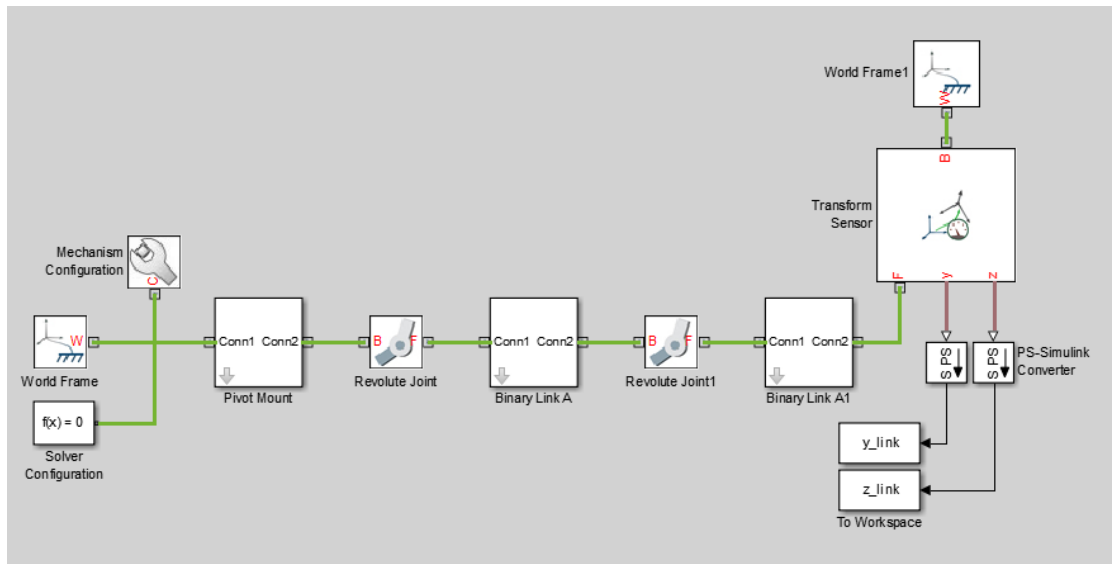 World Frame1
W
B
Transform
Sensor
F
y
z
Mechanism
Configuration
C
W
World Frame
f(x) = 0
Solver
Configuration
Conn1 Conn2
Pivot Mount
B F
Revolute Joint
Conn1 Conn2
Binary Link A
B F
Revolute Joint1
Conn1 Conn2
Binary Link A1
S PS
S PS
PS-Simulink
Converter
y_link
z_link
To Workspace